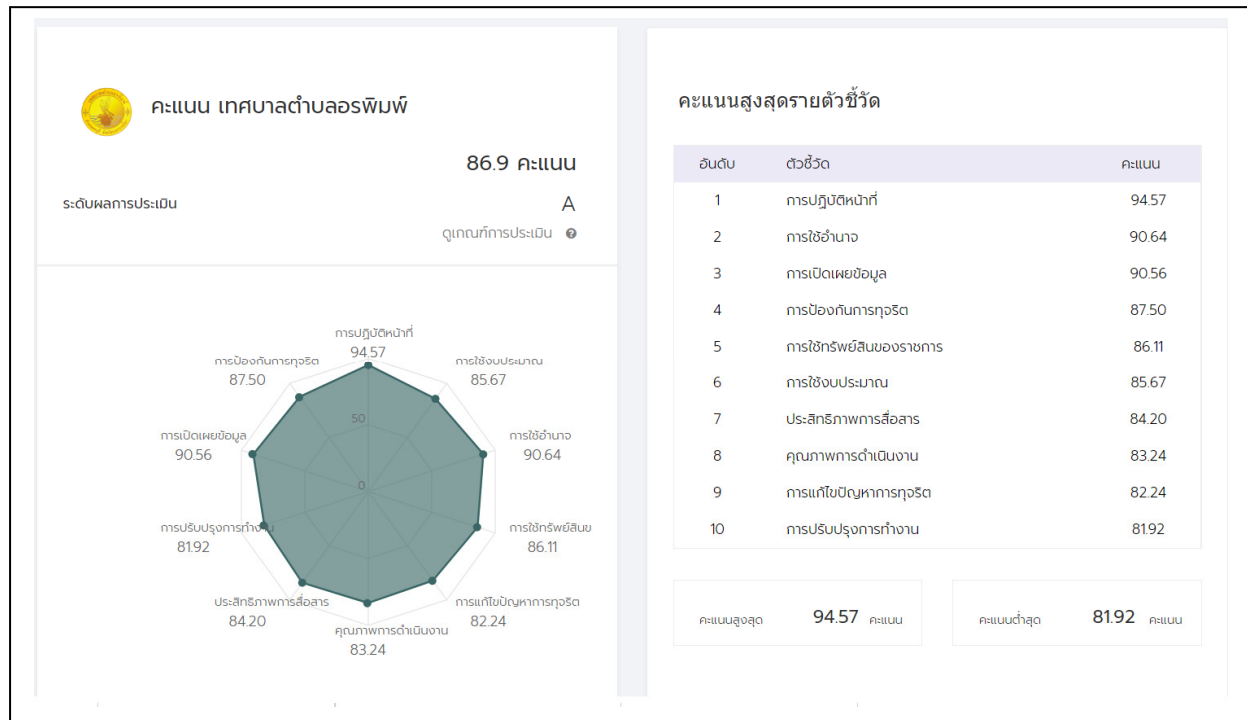 คะแนน เทศบาลตำบลอรพิมพ์
86.9 คะแนน
ระดับผลการประเมิน A
ดูเกณฑ์การประเมิน
การปฏิบัติหน้าที่
94.57
การป้องกันการทุจริต
87.50
การใช้งบประมาณ
85.67
50
การเปิดเผยข้อมูล
90.56
การใช้อำนาจ
90.64
0
การปรับปรุงการทำงาน
81.92
การใช้ทรัพย์สินข
86.11
ประสิทธิภาพการสื่อสาร
84.20
การแก้ไขปัญหาการทุจริต
82.24
คุณภาพการดำเนินงาน
83.24
คะแนนสูงสุดรายตัวชี้วัด
อันดับ ตัวชี้วัด คะแนน
1 การปฏิบัติหน้าที่ 94.57
2 การใช้อำนาจ 90.64
3 การเปิดเผยข้อมูล 90.56
4 การป้องกันการทุจริต 87.50
5 การใช้ทรัพย์สินของราชการ 86.11
6 การใช้งบประมาณ 85.67
7 ประสิทธิภาพการสื่อสาร 84.20
8 คุณภาพการดำเนินงาน 83.24
9 การแก้ไขปัญหาการทุจริต 82.24
10 การปรับปรุงการทำงาน 81.92
คะแนนสูงสุด 94.57 คะแนน
คะแนนต่ำสุด 81.92 คะแนน